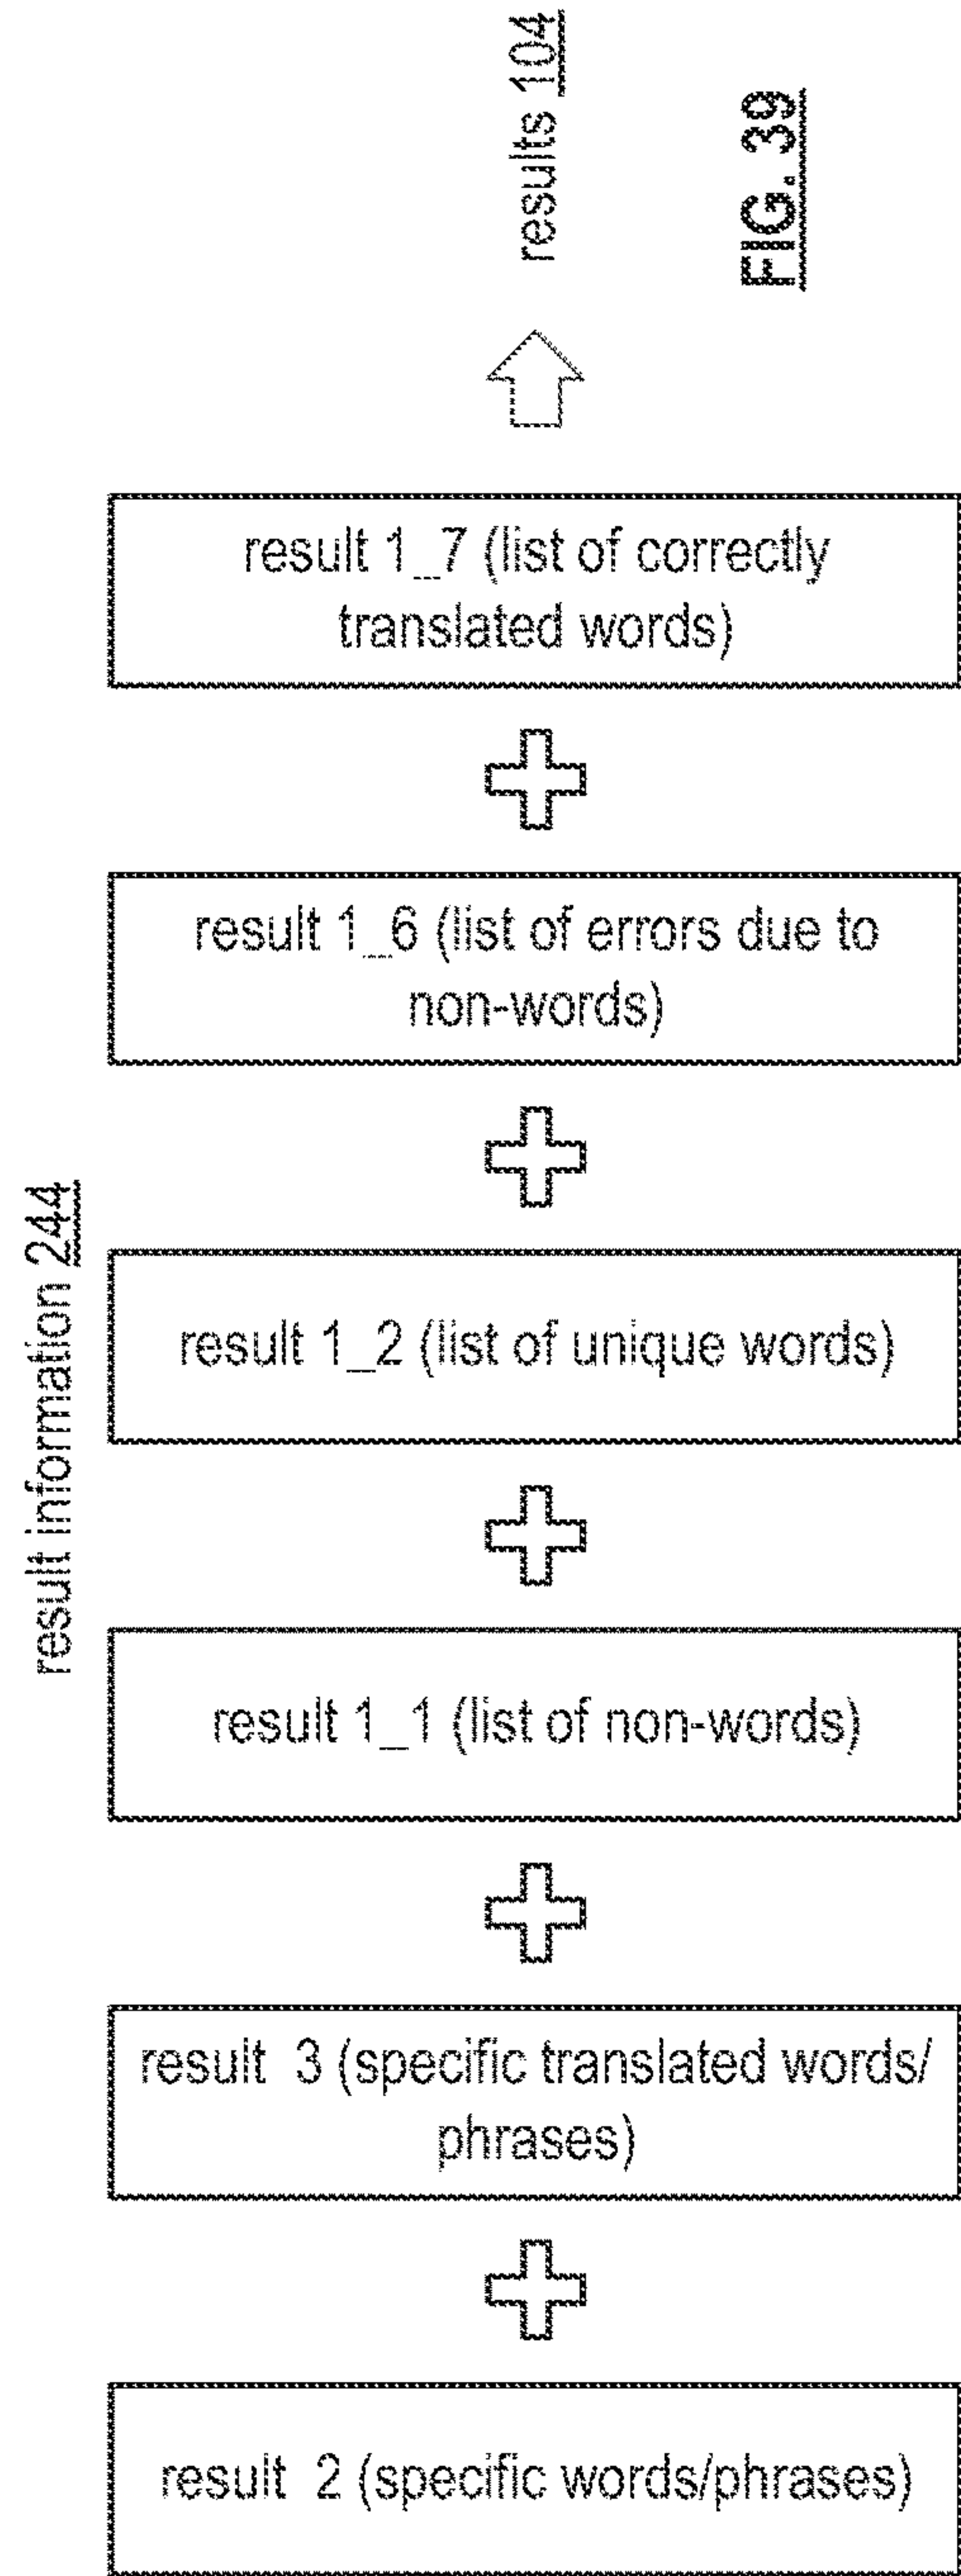 result information 244
result 2 (specific words/phrases)
result 3 (specific translated words/
phrases)
result 1_1 (list of non-words)
result 1_2 (list of unique words)
result 1_6 (list of errors due to
non-words)
result 1_7 (list of correctly
translated words)
results 104
FIG. 39